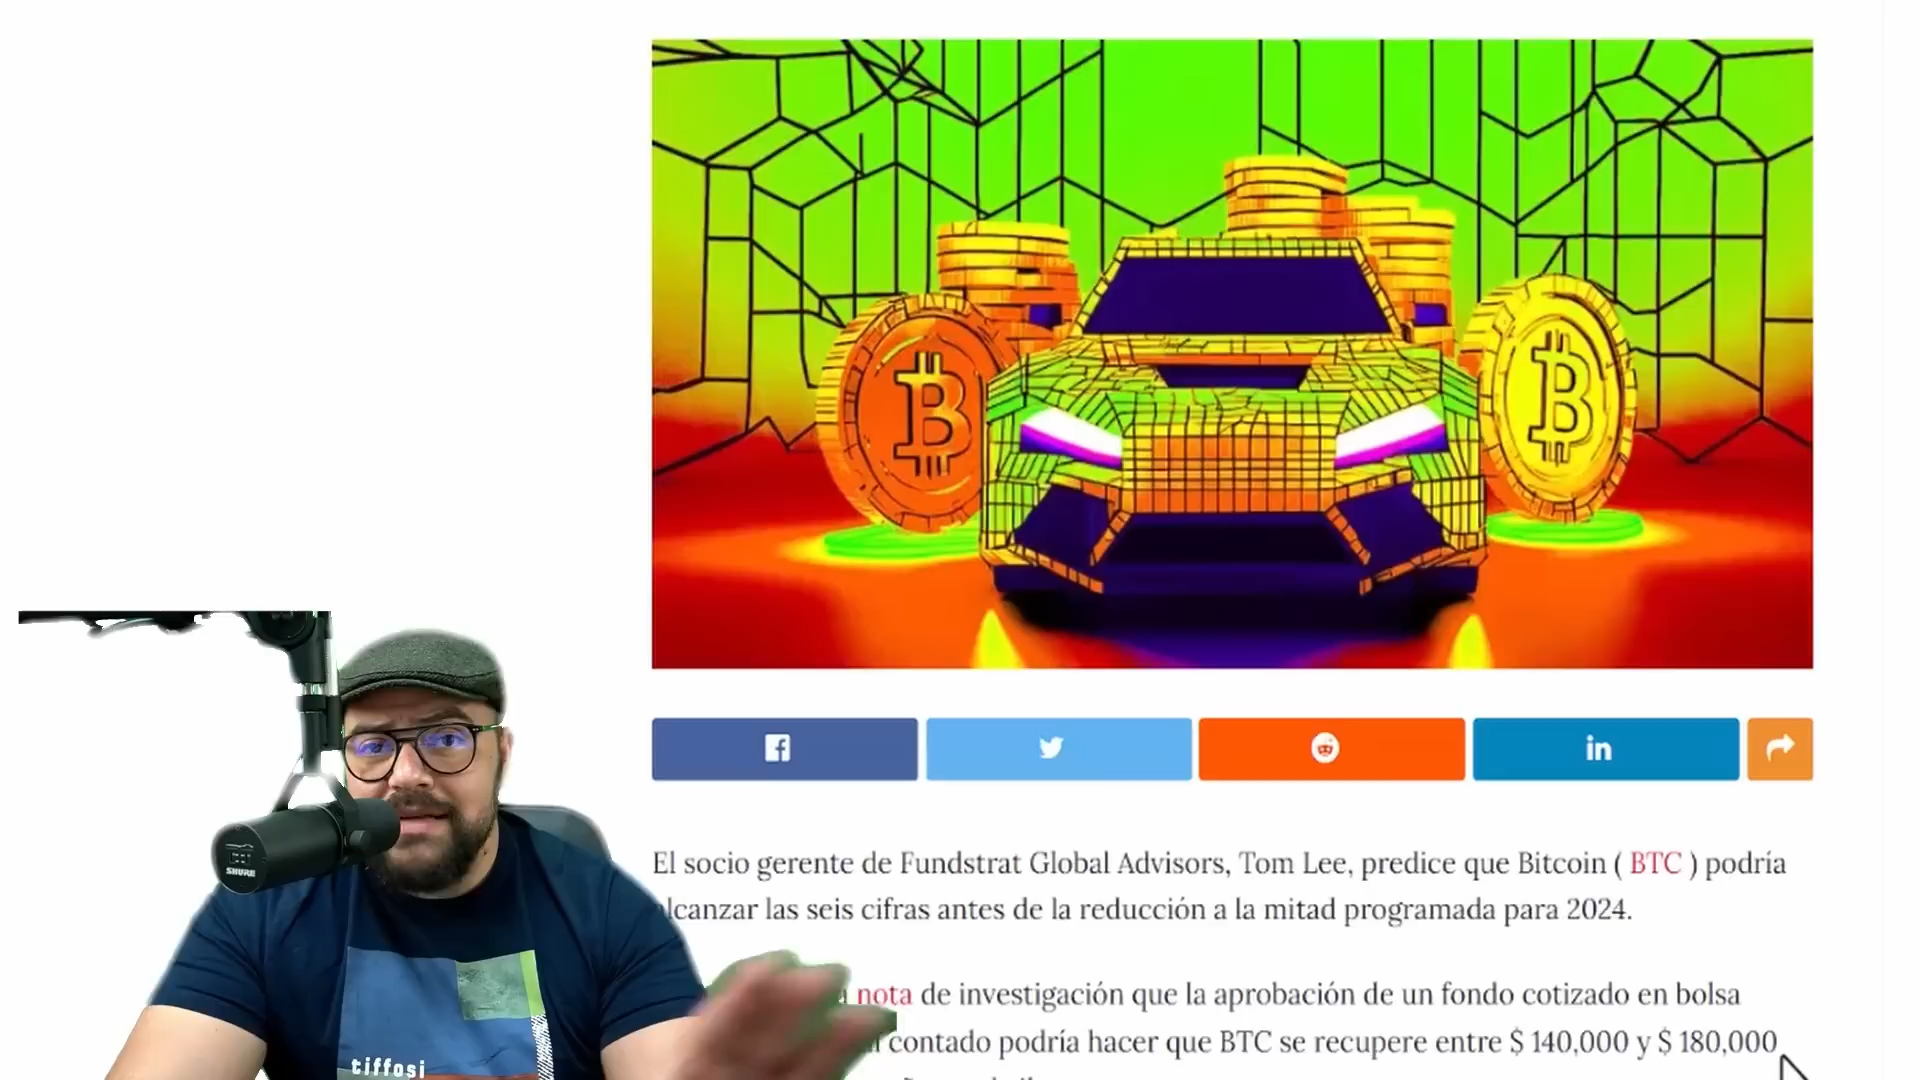 El socio gerente de Fundstrat Global Advisors, Tom Lee, predice que Bitcoin ( BTC ) podría
alcanzar las seis cifras antes de la reducción a la mitad programada para 2024.
nota de investigación que la aprobación de un fondo cotizado en bolsa
contado podría hacer que BTC se recupere entre $ 140,000 y $ 180,000
SHURE
tiffosi